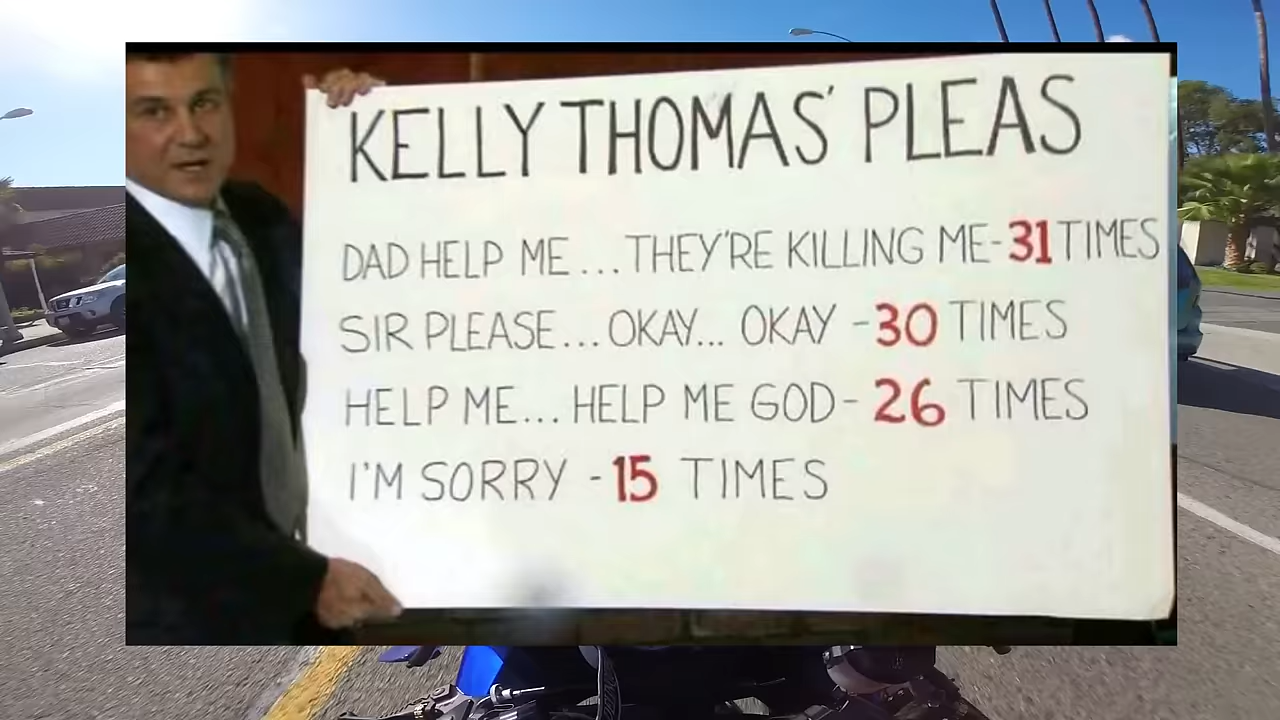 KELLY THOMAS' PLEAS
DAD HELP ME...THEY'RE KILLING ME-31 TIMES
SIR PLEASE...OKAY... OKAY -30 TIMES
HELP ME... HELP ME GOD- 26 TIMES
I'M SORRY -15 TIMES